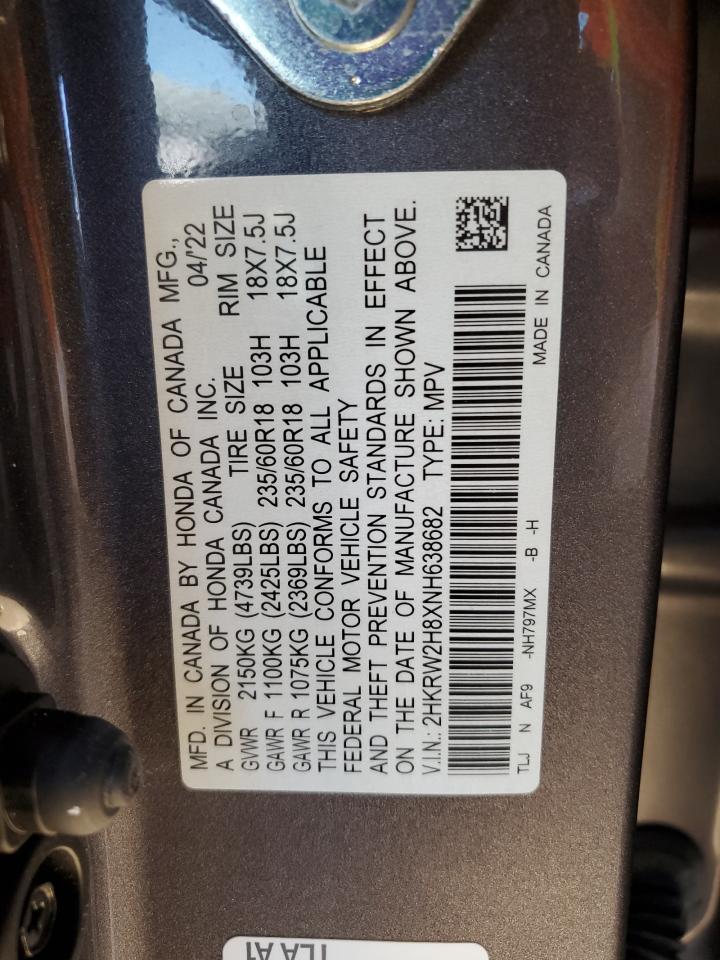 MFD. IN CANADA BY HONDA OF CANADA MFG.,
A DIVISION OF HONDA CANADA INC. 04/'22
GVWR 2150KG (4739LBS) TIRE SIZE RIM SIZE
GAWR F 1100KG (2425LBS) 235/60R18 103H 18X7.5J
GAWR R 1075KG (2369LBS) 235/60R18 103H 18X7.5J
THIS VEHICLE CONFORMS TO ALL APPLICABLE
FEDERAL MOTOR VEHICLE SAFETY
AND THEFT PREVENTION STANDARDS IN EFFECT
ON THE DATE OF MANUFACTURE SHOWN ABOVE.
V.I.N.: 2HKRW2H8XNH638682 TYPE: MPV
TLJ N AF9 -NH797MX -B -H MADE IN CANADA